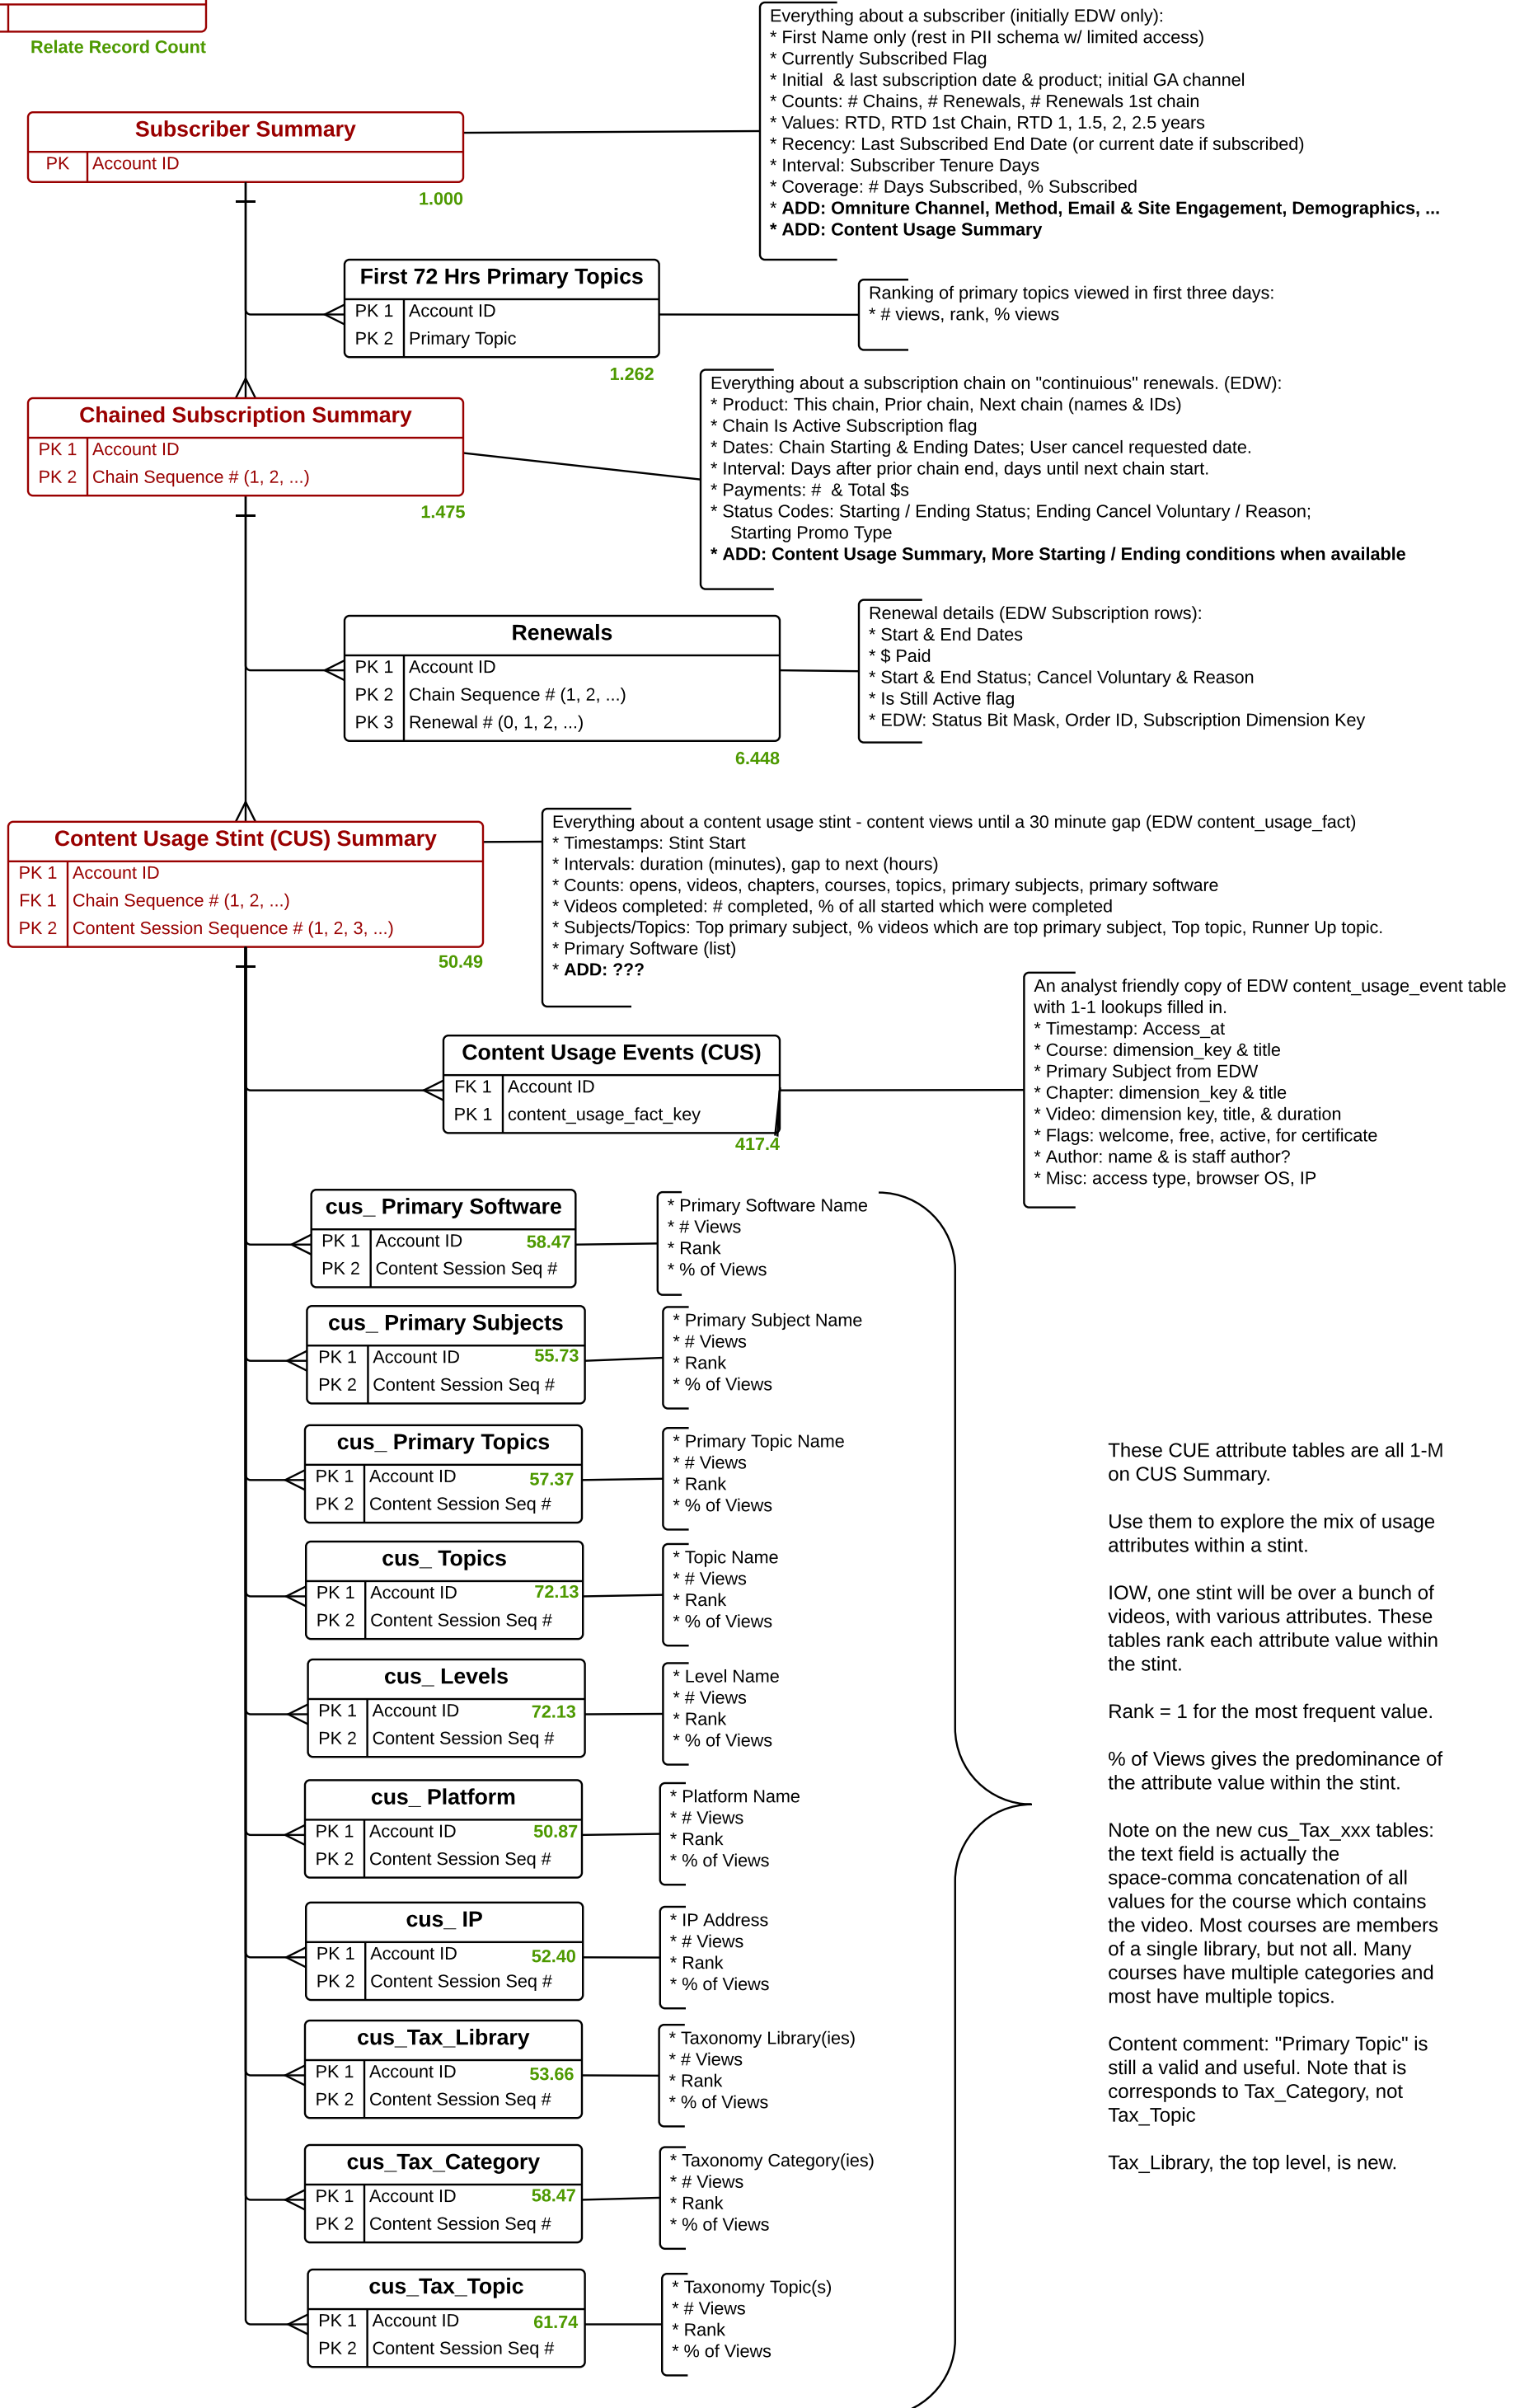 Relate Record Count
Everything about a subscriber (initially EDW only):
* First Name only (rest in PII schema w/ limited access)
* Currently Subscribed Flag
* Initial & last subscription date & product; initial GA channel
* Counts: # Chains, # Renewals, # Renewals 1st chain
* Values: RTD, RTD 1st Chain, RTD 1, 1.5, 2, 2.5 years
* Recency: Last Subscribed End Date (or current date if subscribed)
* Interval: Subscriber Tenure Days
* Coverage: # Days Subscribed, % Subscribed
* ADD: Omniture Channel, Method, Email & Site Engagement, Demographics, ...
* ADD: Content Usage Summary
Subscriber Summary
PK Account ID
1.000
First 72 Hrs Primary Topics
PK 1 Account ID
PK 2 Primary Topic
1.262
Ranking of primary topics viewed in first three days:
* # views, rank, % views
Chained Subscription Summary
PK 1 Account ID
PK 2 Chain Sequence # (1, 2, ...)
1.475
Everything about a subscription chain on "continuious" renewals. (EDW):
* Product: This chain, Prior chain, Next chain (names & IDs)
* Chain Is Active Subscription flag
* Dates: Chain Starting & Ending Dates; User cancel requested date.
* Interval: Days after prior chain end, days until next chain start.
* Payments: # & Total $s
* Status Codes: Starting / Ending Status; Ending Cancel Voluntary / Reason;
Starting Promo Type
* ADD: Content Usage Summary, More Starting / Ending conditions when available
Renewals
PK 1 Account ID
PK 2 Chain Sequence # (1, 2, ...)
PK 3 Renewal # (0, 1, 2, ...)
6.448
Renewal details (EDW Subscription rows):
* Start & End Dates
* $ Paid
* Start & End Status; Cancel Voluntary & Reason
* Is Still Active flag
* EDW: Status Bit Mask, Order ID, Subscription Dimension Key
Content Usage Stint (CUS) Summary
PK 1 Account ID
FK 1 Chain Sequence # (1, 2, ...)
PK 2 Content Session Sequence # (1, 2, 3, ...)
50.49
Everything about a content usage stint - content views until a 30 minute gap (EDW content_usage_fact)
* Timestamps: Stint Start
* Intervals: duration (minutes), gap to next (hours)
* Counts: opens, videos, chapters, courses, topics, primary subjects, primary software
* Videos completed: # completed, % of all started which were completed
* Subjects/Topics: Top primary subject, % videos which are top primary subject, Top topic, Runner Up topic.
* Primary Software (list)
* ADD: ???
Content Usage Events (CUS)
FK 1 Account ID
PK 1 content_usage_fact_key
417.4
An analyst friendly copy of EDW content_usage_event table
with 1-1 lookups filled in.
* Timestamp: Access_at
* Course: dimension_key & title
* Primary Subject from EDW
* Chapter: dimension_key & title
* Video: dimension key, title, & duration
* Flags: welcome, free, active, for certificate
* Author: name & is staff author?
* Misc: access type, browser OS, IP
cus_ Primary Software
PK 1 Account ID 58.47
PK 2 Content Session Seq #
* Primary Software Name
* # Views
* Rank
* % of Views
cus_ Primary Subjects
PK 1 Account ID 55.73
PK 2 Content Session Seq #
* Primary Subject Name
* # Views
* Rank
* % of Views
cus_ Primary Topics
PK 1 Account ID 57.37
PK 2 Content Session Seq #
* Primary Topic Name
* # Views
* Rank
* % of Views
cus_ Topics
PK 1 Account ID 72.13
PK 2 Content Session Seq #
* Topic Name
* # Views
* Rank
* % of Views
cus_ Levels
PK 1 Account ID 72.13
PK 2 Content Session Seq #
* Level Name
* # Views
* Rank
* % of Views
cus_ Platform
PK 1 Account ID 50.87
PK 2 Content Session Seq #
* Platform Name
* # Views
* Rank
* % of Views
cus_ IP
PK 1 Account ID 52.40
PK 2 Content Session Seq #
* IP Address
* # Views
* Rank
* % of Views
cus_Tax_Library
PK 1 Account ID 53.66
PK 2 Content Session Seq #
* Taxonomy Library(ies)
* # Views
* Rank
* % of Views
cus_Tax_Category
PK 1 Account ID 58.47
PK 2 Content Session Seq #
* Taxonomy Category(ies)
* # Views
* Rank
* % of Views
cus_Tax_Topic
PK 1 Account ID 61.74
PK 2 Content Session Seq #
* Taxonomy Topic(s)
* # Views
* Rank
* % of Views
These CUE attribute tables are all 1-M
on CUS Summary.
Use them to explore the mix of usage
attributes within a stint.
IOW, one stint will be over a bunch of
videos, with various attributes. These
tables rank each attribute value within
the stint.
Rank = 1 for the most frequent value.
% of Views gives the predominance of
the attribute value within the stint.
Note on the new cus_Tax_xxx tables:
the text field is actually the
space-comma concatenation of all
values for the course which contains
the video. Most courses are members
of a single library, but not all. Many
courses have multiple categories and
most have multiple topics.
Content comment: "Primary Topic" is
still a valid and useful. Note that is
corresponds to Tax_Category, not
Tax_Topic
Tax_Library, the top level, is new.